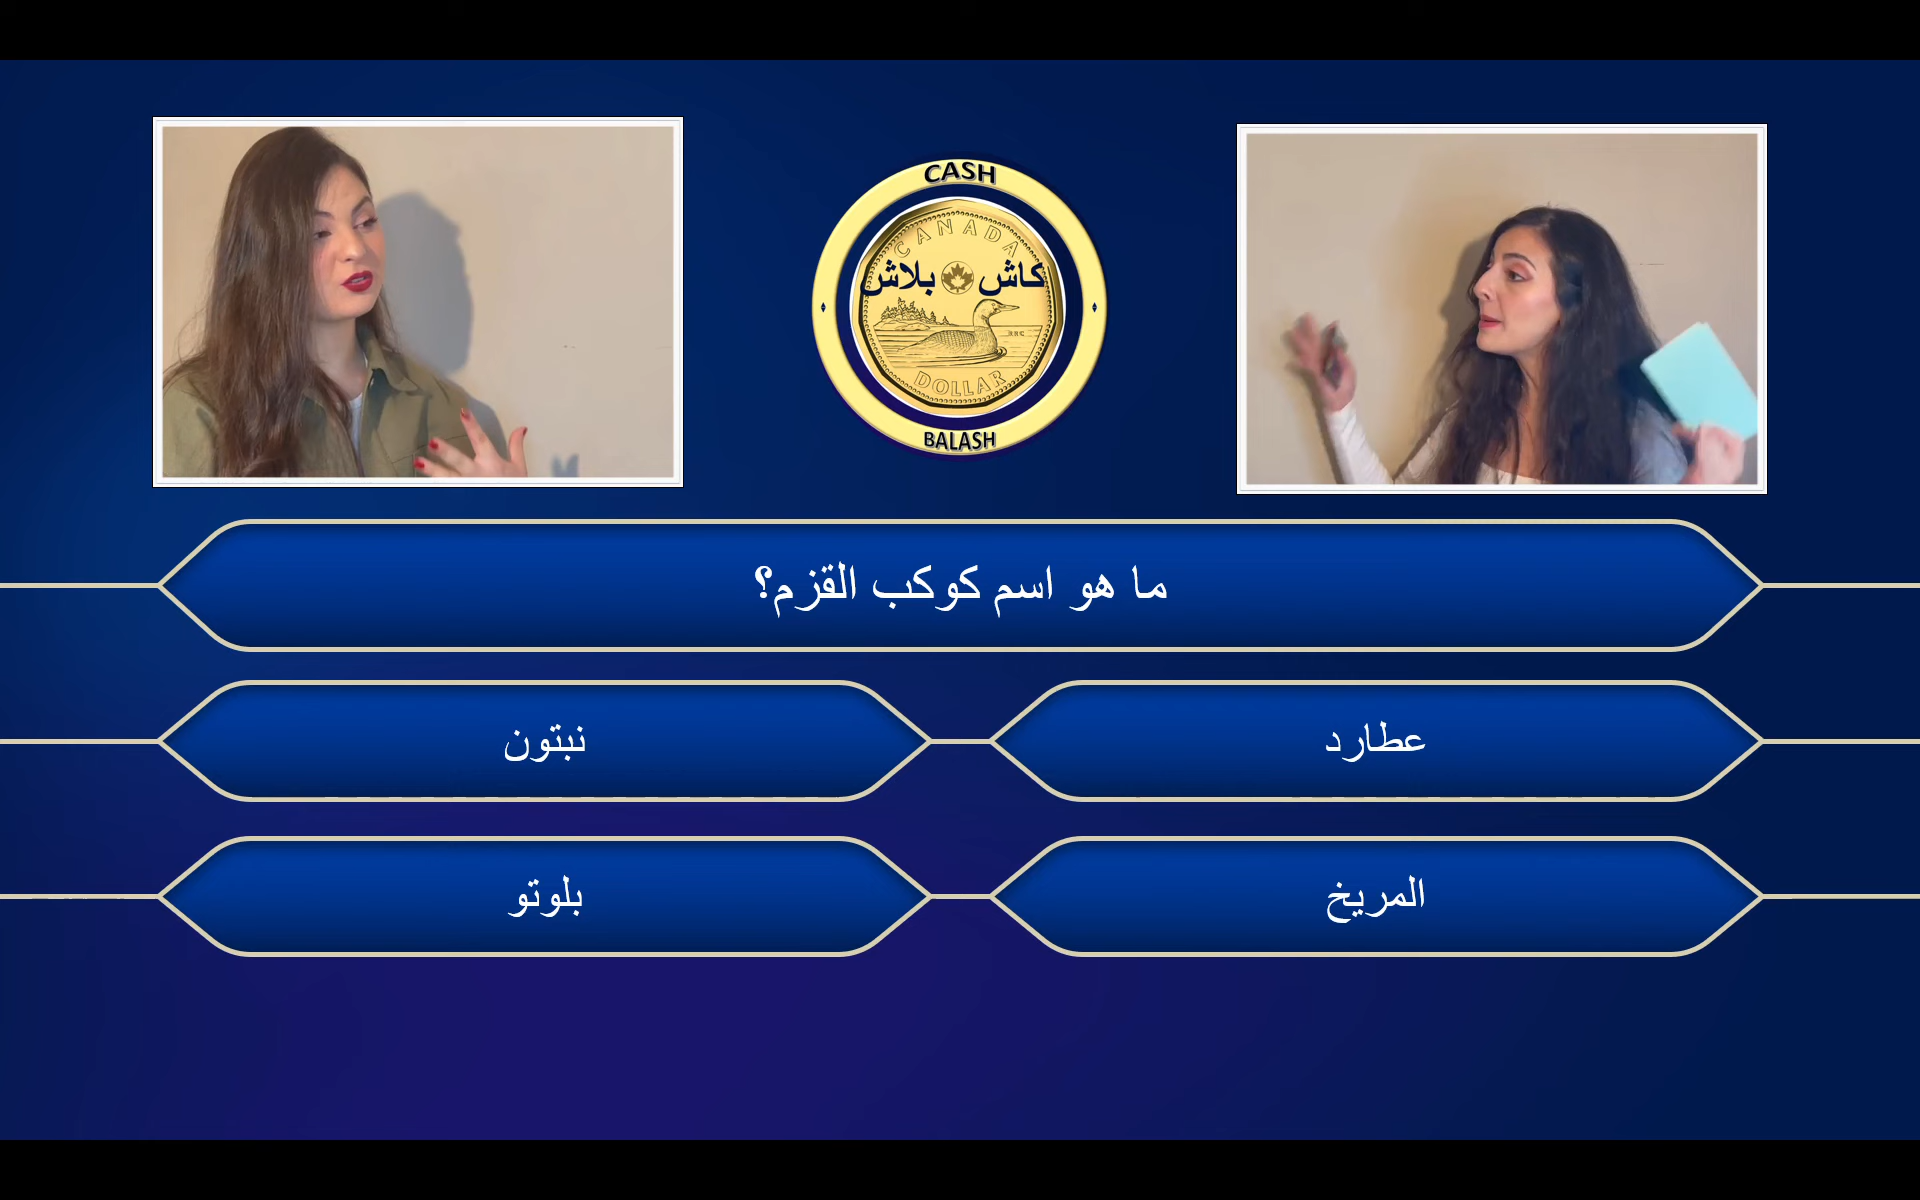 CASH
CANADA
كاش بلاش
DOLLAR
BALASH
ما هو اسم كوكب القزم؟
عطارد
نبتون
المريخ
بلوتو